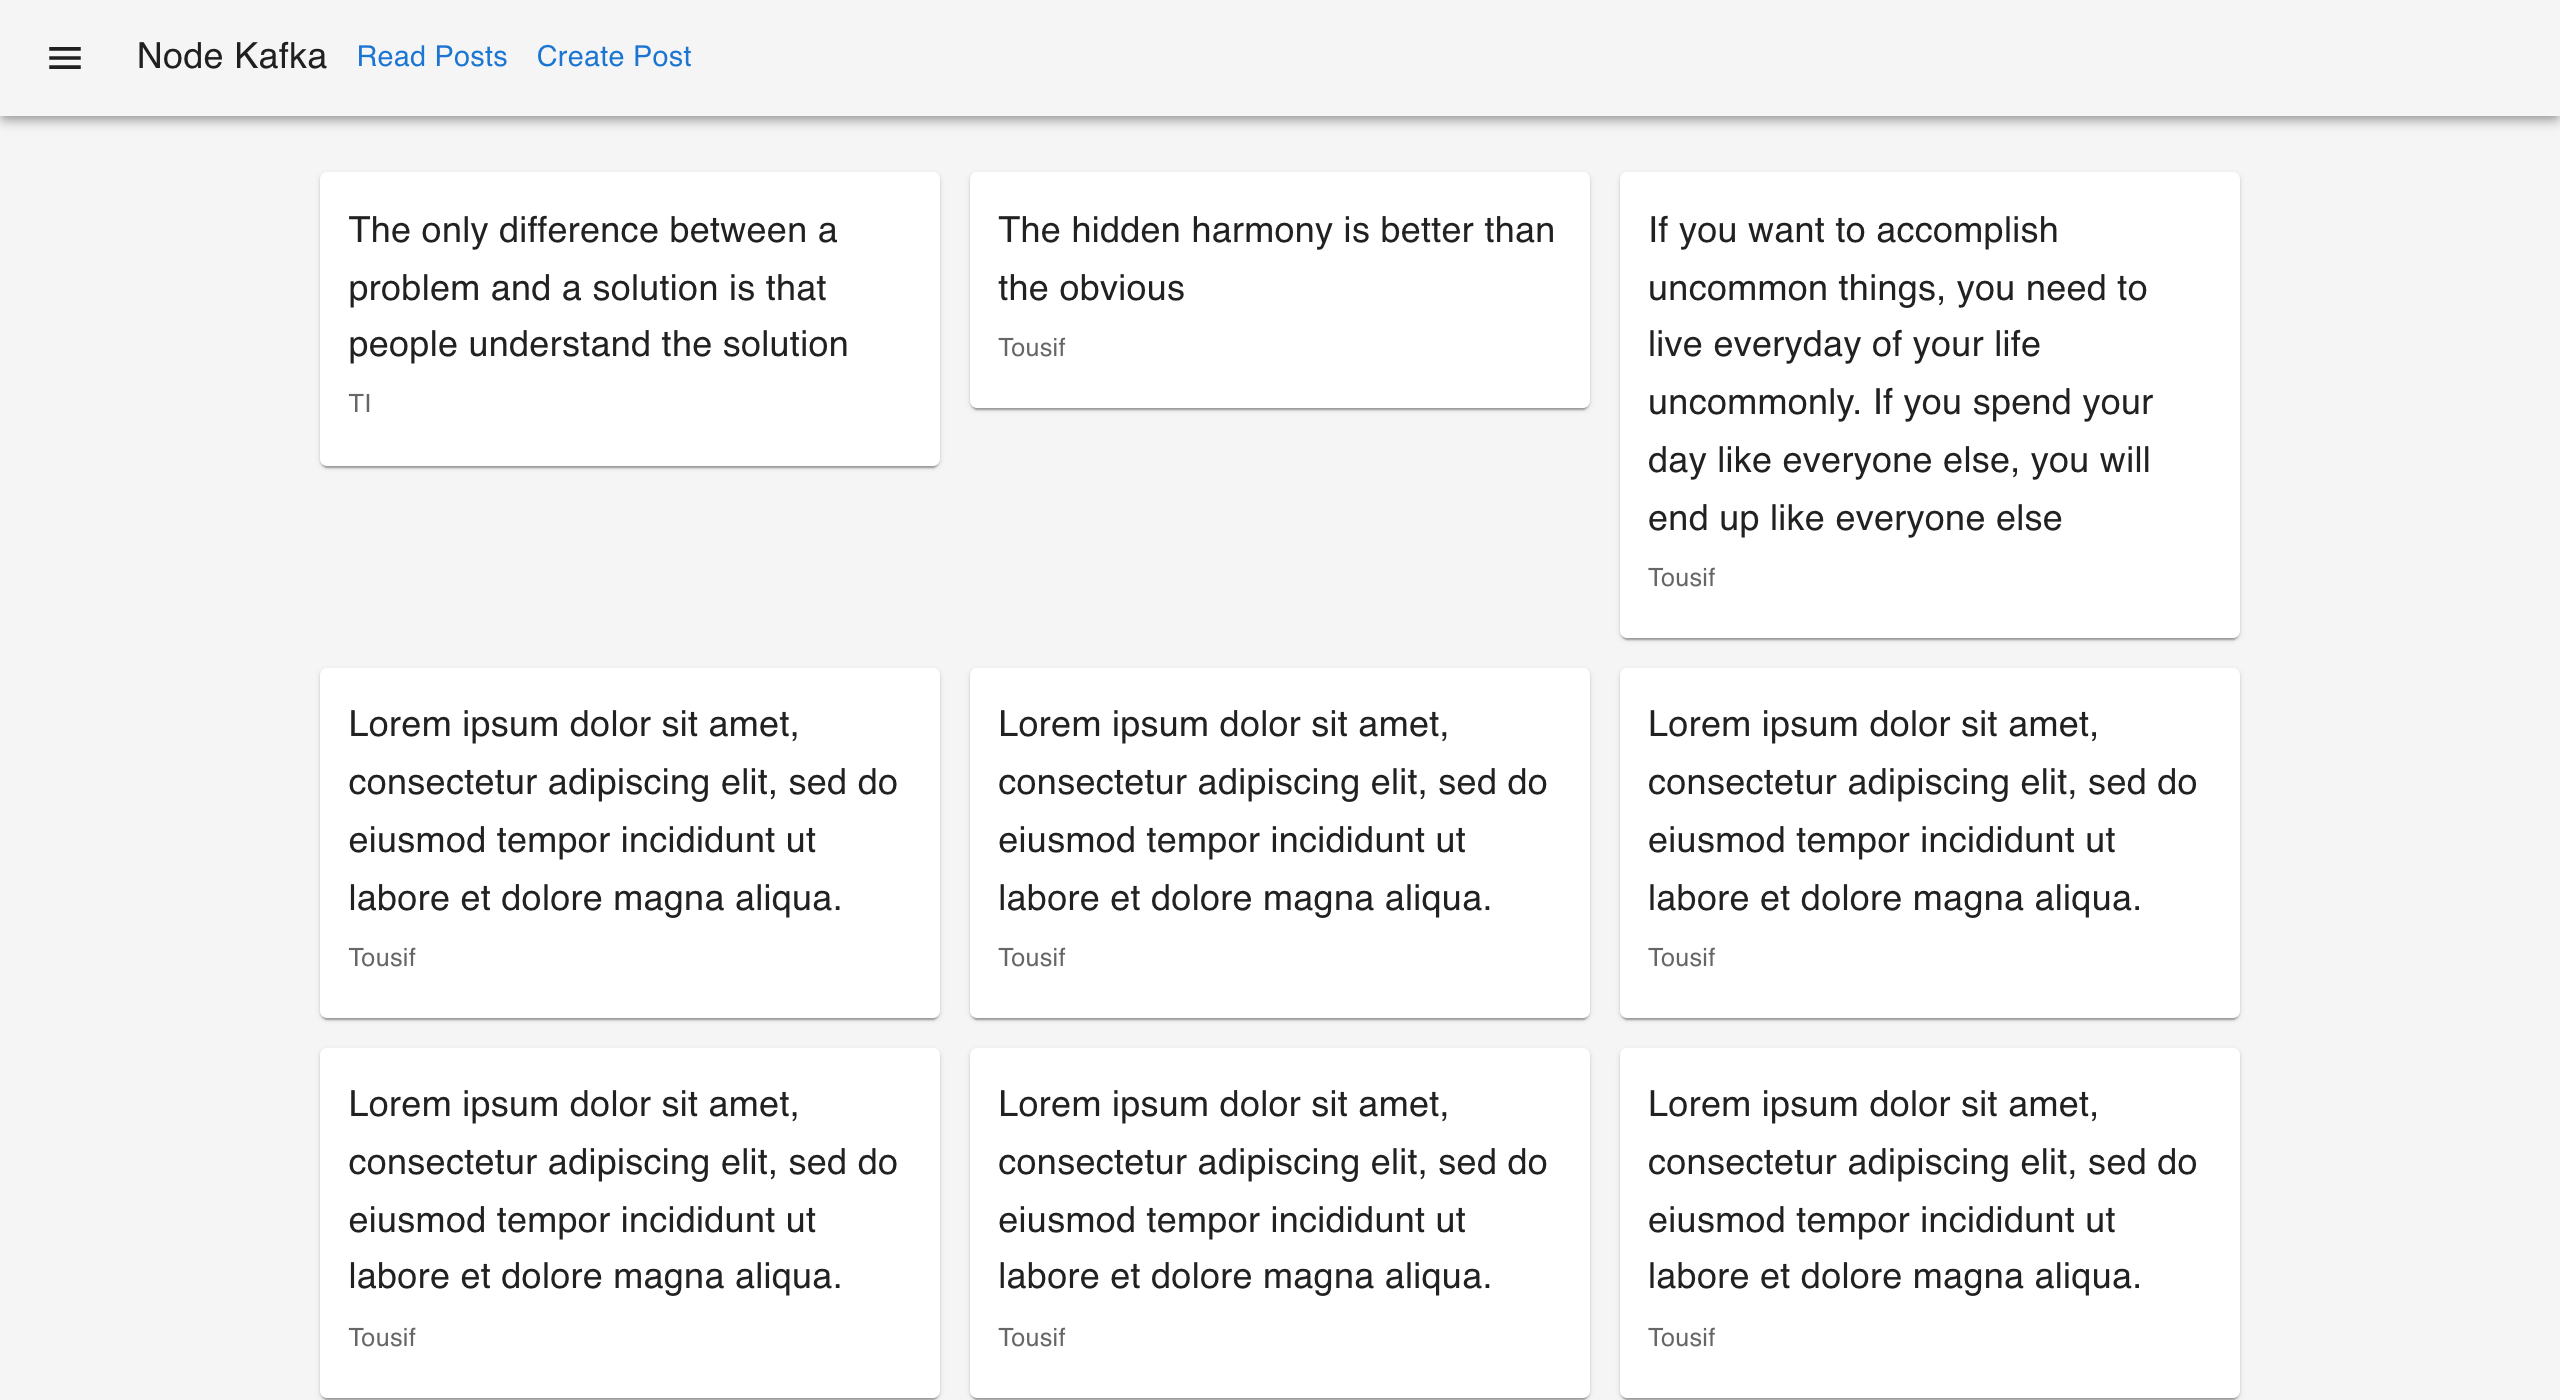 Node Kafka Read Posts Create Post
The only difference between a
problem and a solution is that
people understand the solution
TI
The hidden harmony is better than
the obvious
Tousif
If you want to accomplish
uncommon things, you need to
live everyday of your life
uncommonly. If you spend your
day like everyone else, you will
end up like everyone else
Tousif
Lorem ipsum dolor sit amet,
consectetur adipiscing elit, sed do
eiusmod tempor incididunt ut
labore et dolore magna aliqua.
Tousif
Lorem ipsum dolor sit amet,
consectetur adipiscing elit, sed do
eiusmod tempor incididunt ut
labore et dolore magna aliqua.
Tousif
Lorem ipsum dolor sit amet,
consectetur adipiscing elit, sed do
eiusmod tempor incididunt ut
labore et dolore magna aliqua.
Tousif
Lorem ipsum dolor sit amet,
consectetur adipiscing elit, sed do
eiusmod tempor incididunt ut
labore et dolore magna aliqua.
Tousif
Lorem ipsum dolor sit amet,
consectetur adipiscing elit, sed do
eiusmod tempor incididunt ut
labore et dolore magna aliqua.
Tousif
Lorem ipsum dolor sit amet,
consectetur adipiscing elit, sed do
eiusmod tempor incididunt ut
labore et dolore magna aliqua.
Tousif